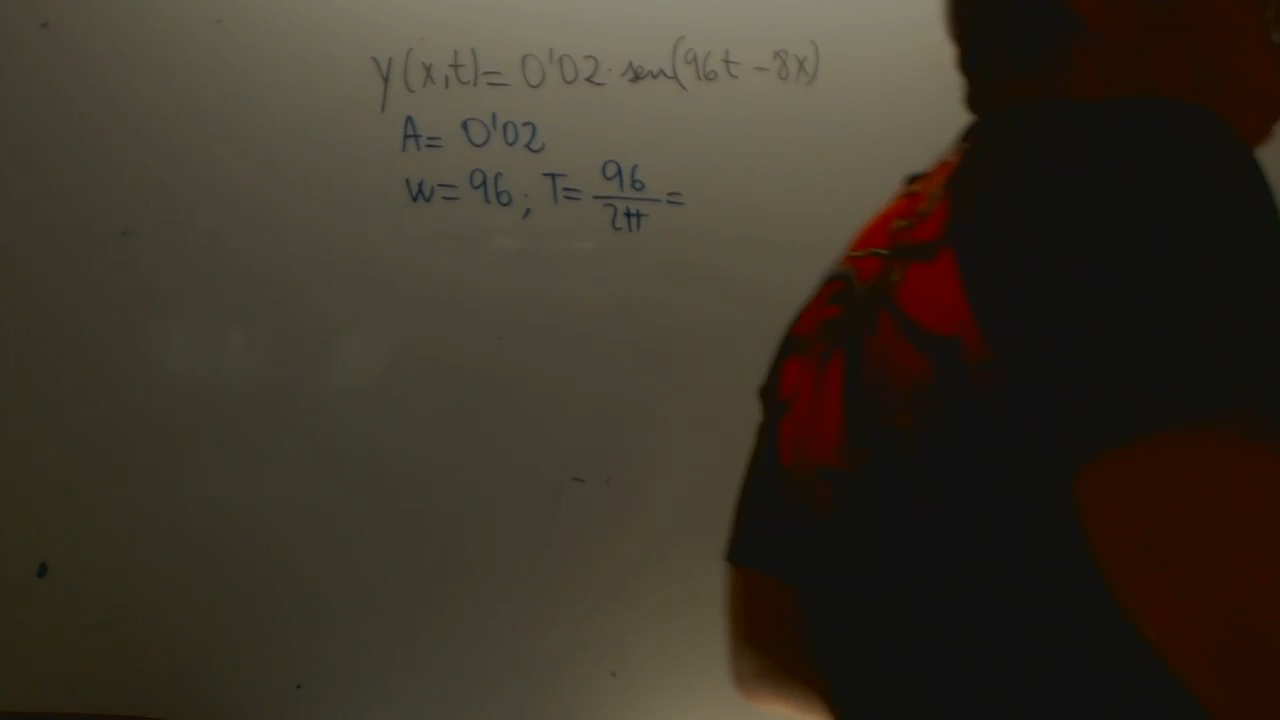 y(x,t)= 0'02·sen(96t-8x)
A= 0'02
w= 96; T= 96/2π =